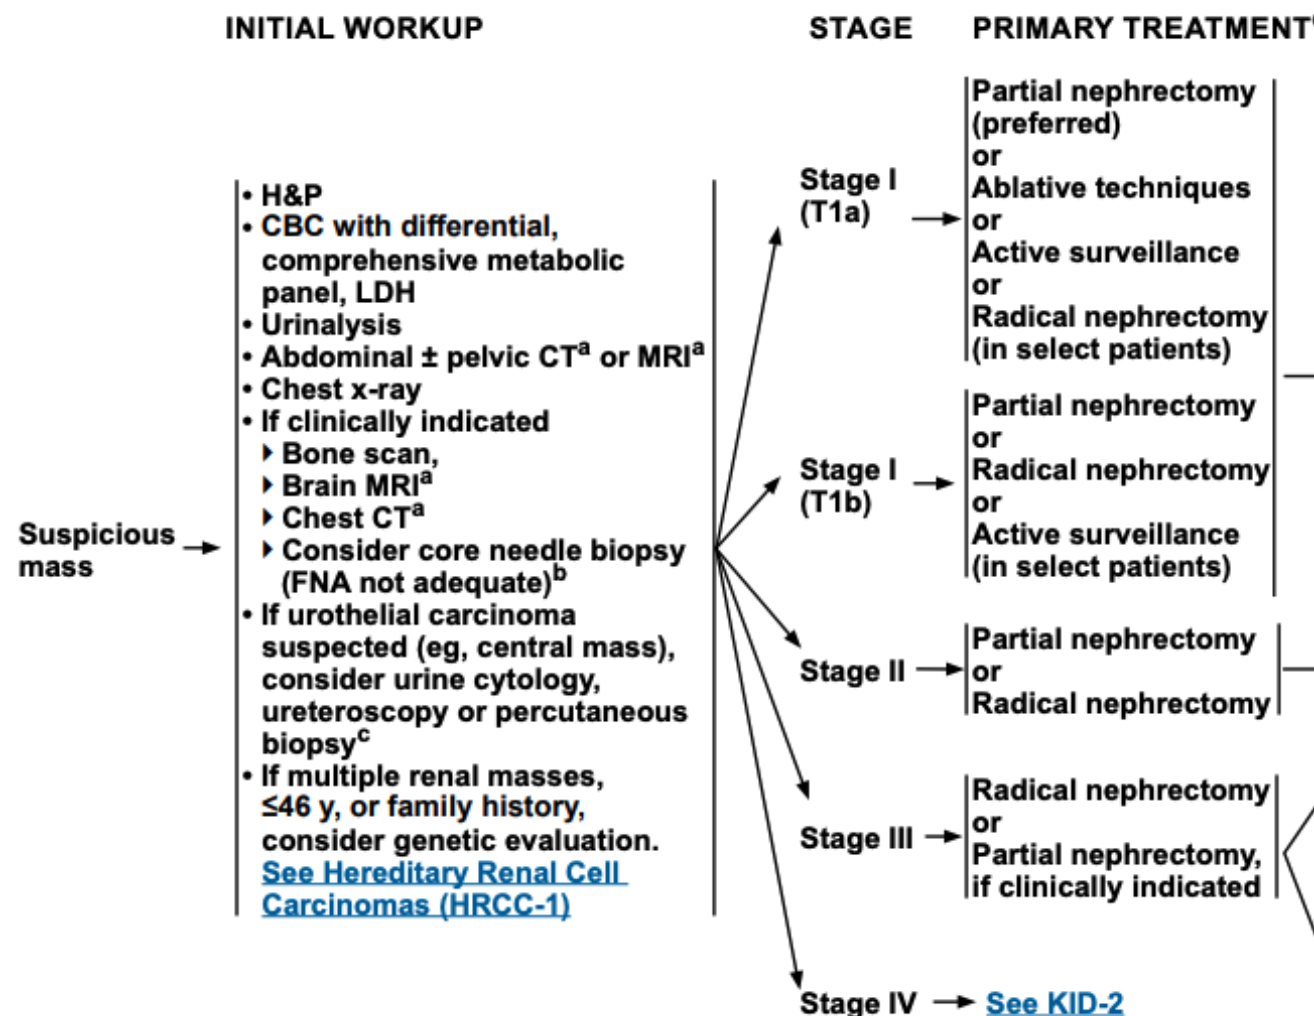 INITIAL WORKUP
STAGE
PRIMARY TREATMENT
Suspicious
mass
• H&P
• CBC with differential,
comprehensive metabolic
panel, LDH
• Urinalysis
• Abdominal ± pelvic CTa or MRIa
• Chest x-ray
• If clinically indicated
Bone scan,
Brain MRIa
Chest CTa
Consider core needle biopsy
(FNA not adequate)b
• If urothelial carcinoma
suspected (eg, central mass),
consider urine cytology,
ureteroscopy or percutaneous
biopsyc
• If multiple renal masses,
≤46 y, or family history,
consider genetic evaluation.
See Hereditary Renal Cell
Carcinomas (HRCC-1)
Stage I
(T1a)
Partial nephrectomy
(preferred)
or
Ablative techniques
or
Active surveillance
or
Radical nephrectomy
(in select patients)
Stage I
(T1b)
Partial nephrectomy
or
Radical nephrectomy
or
Active surveillance
(in select patients)
Stage II
Partial nephrectomy
or
Radical nephrectomy
Stage III
Radical nephrectomy
or
Partial nephrectomy,
if clinically indicated
Stage IV
See KID-2